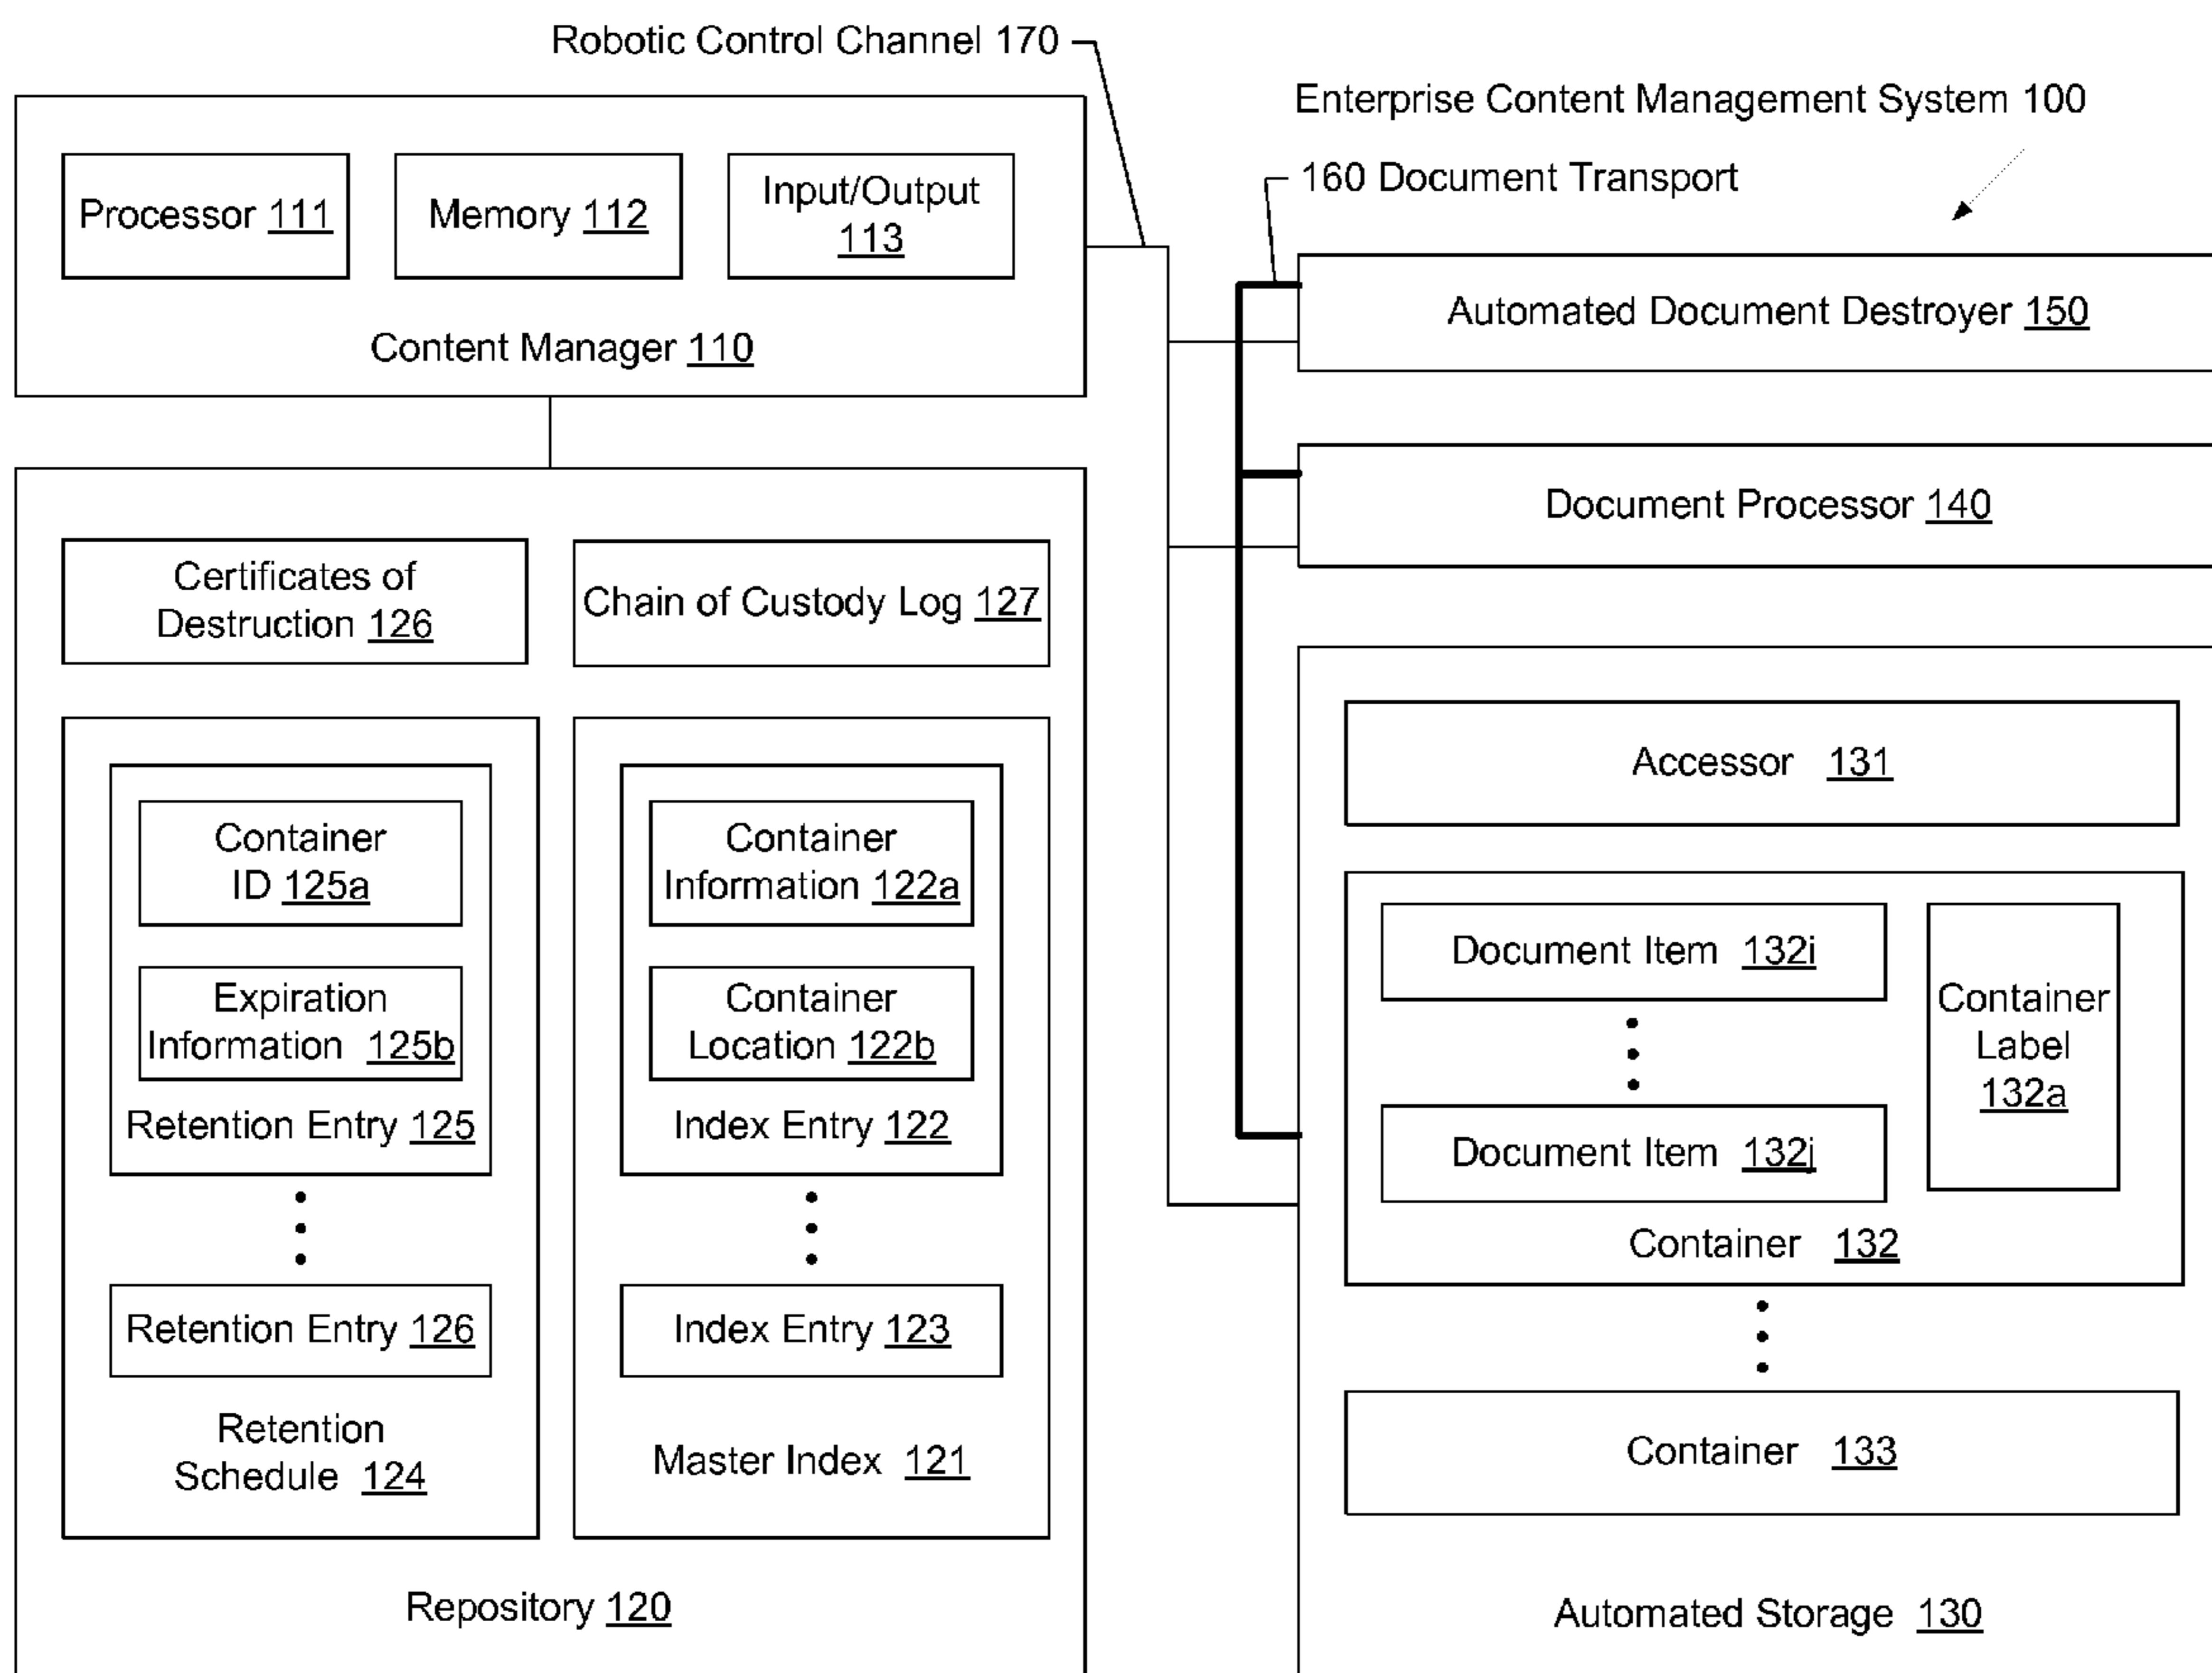 Robotic Control Channel 170
Enterprise Content Management System 100
160 Document Transport
Processor 111
Memory 112
Input/Output
113
Content Manager 110
Automated Document Destroyer 150
Document Processor 140
Certificates of
Destruction 126
Chain of Custody Log 127
Container
ID 125a
Expiration
Information 125b
Retention Entry 125
Retention Entry 126
Retention
Schedule 124
Container
Information 122a
Container
Location 122b
Index Entry 122
Index Entry 123
Master Index 121
Repository 120
Accessor 131
Document Item 132i
Document Item 132j
Container
Label
132a
Container 132
Container 133
Automated Storage 130